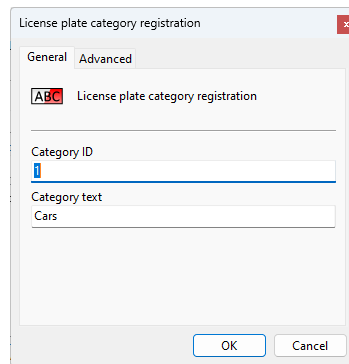 License plate category registration
General Advanced
ABC License plate category registration
Category ID
1
Category text
Cars
OK Cancel